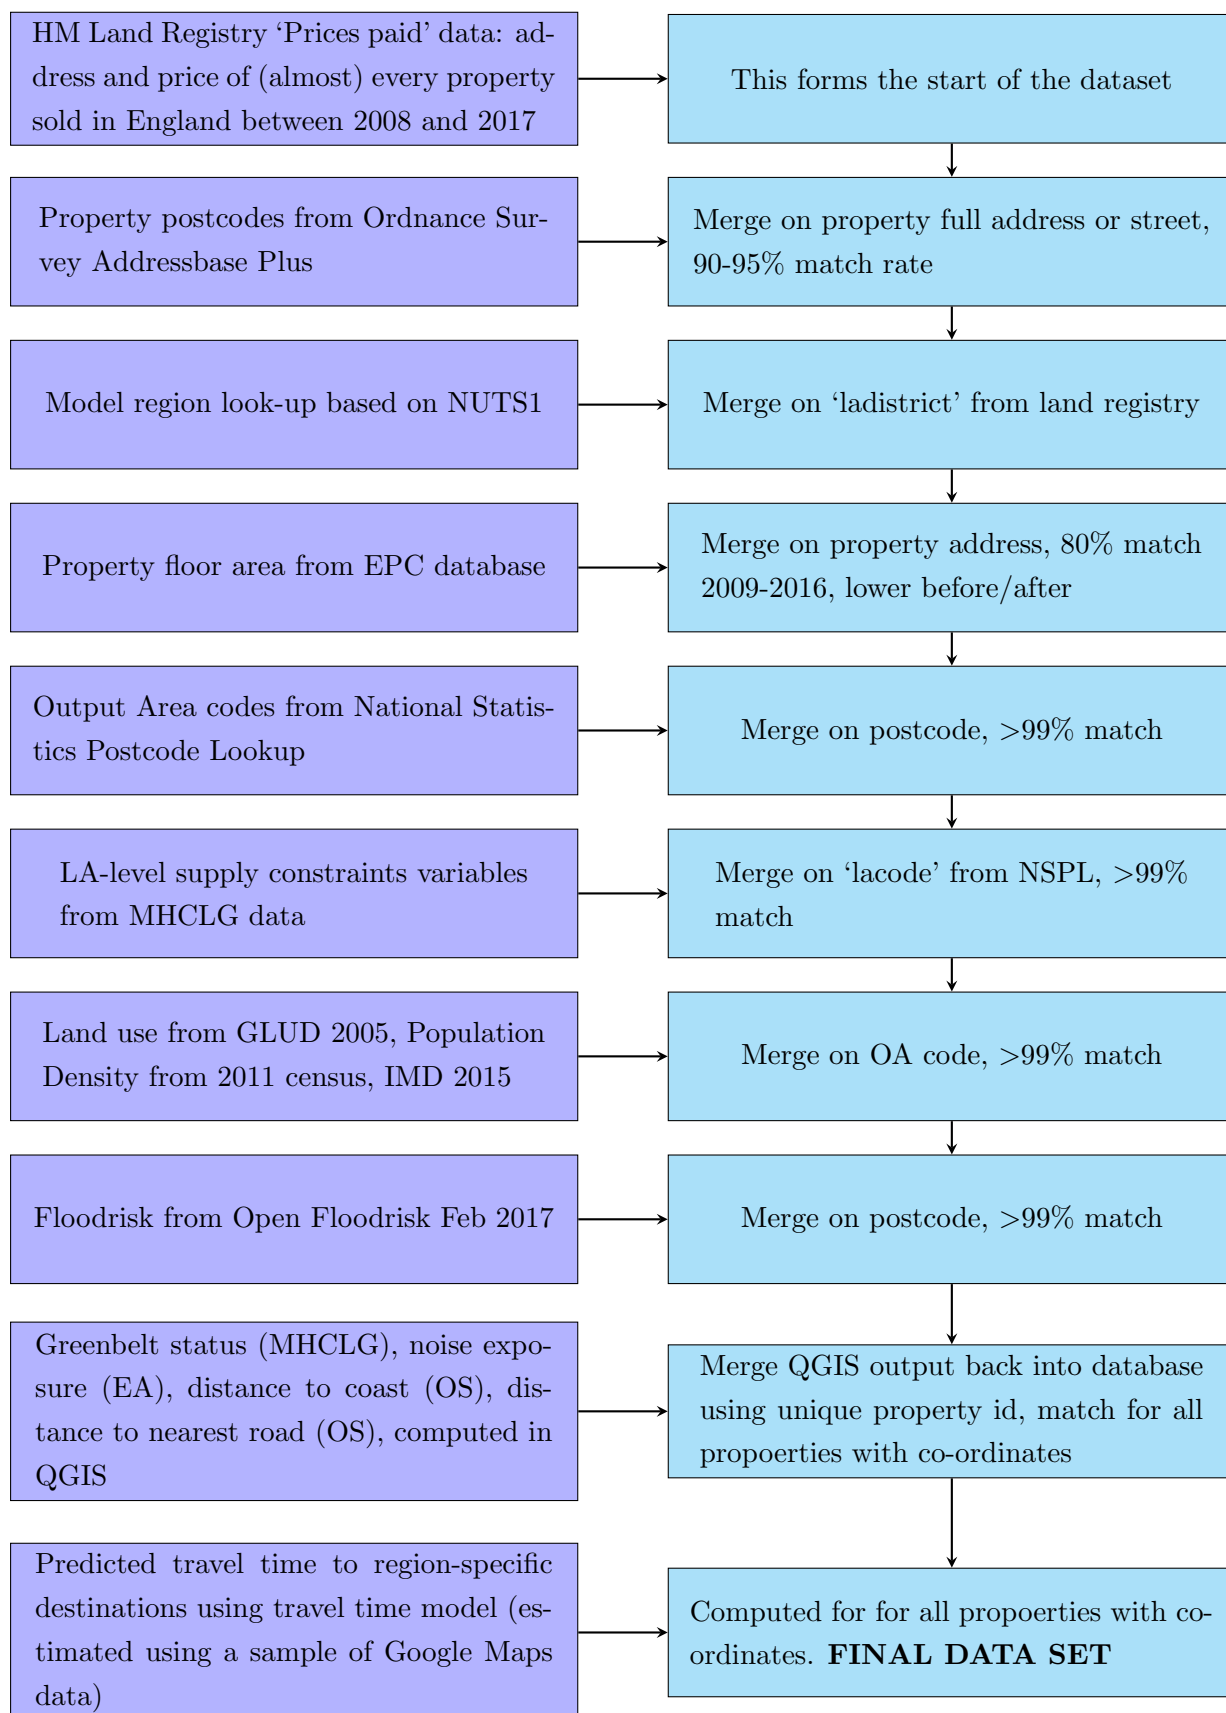 HM Land Registry ‘Prices paid’ data: ad-
dress and price of (almost) every property
sold in England between 2008 and 2017
This forms the start of the dataset
Property postcodes from Ordnance Sur-
vey Addressbase Plus
Merge on property full address or street,
90-95% match rate
Model region look-up based on NUTS1
Merge on ‘ladistrict’ from land registry
Property floor area from EPC database
Merge on property address, 80% match
2009-2016, lower before/after
Output Area codes from National Statis-
tics Postcode Lookup
Merge on postcode, >99% match
LA-level supply constraints variables
from MHCLG data
Merge on ‘lacode’ from NSPL, >99%
match
Land use from GLUD 2005, Population
Density from 2011 census, IMD 2015
Merge on OA code, >99% match
Floodrisk from Open Floodrisk Feb 2017
Merge on postcode, >99% match
Greenbelt status (MHCLG), noise expo-
sure (EA), distance to coast (OS), dis-
tance to nearest road (OS), computed in
QGIS
Merge QGIS output back into database
using unique property id, match for all
propoerties with co-ordinates
Predicted travel time to region-specific
destinations using travel time model (es-
timated using a sample of Google Maps
data)
Computed for for all propoerties with co-
ordinates. FINAL DATA SET